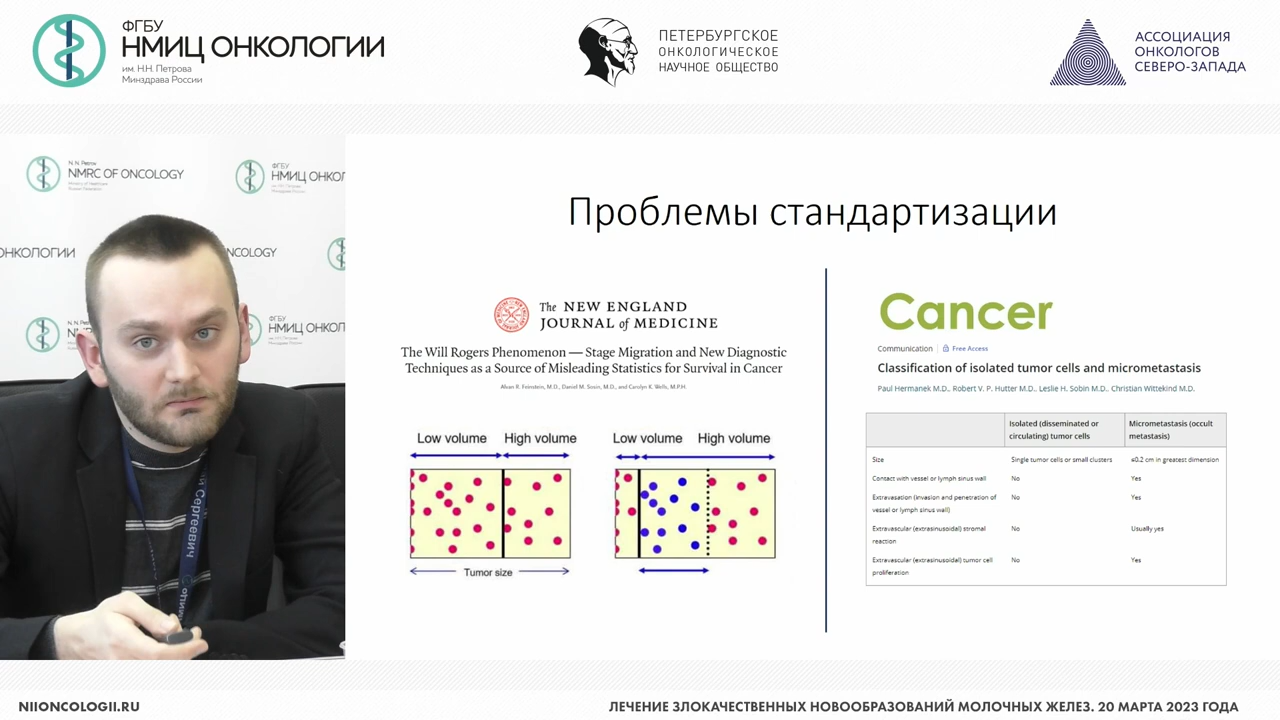 ФГБУ
НМИЦ ОНКОЛОГИИ
им. Н.Н. Петрова
Минздрава России
ПЕТЕРБУРГСКОЕ
ОНКОЛОГИЧЕСКОЕ
НАУЧНОЕ ОБЩЕСТВО
АССОЦИАЦИЯ
ОНКОЛОГОВ
СЕВЕРО-ЗАПАДА
N. N. Petrov
NMRC OF ONCOLOGY
ФГБУ
НМИЦ ОНКОЛ
ОНКОЛОГИИ
NCOLOGY
N. N.
NM
ФГБУ
НМИЦ ОНКОЛ
й Сергеевич
Проблемы стандартизации
The NEW ENGLAND
JOURNAL of MEDICINE
The Will Rogers Phenomenon — Stage Migration and New Diagnostic
Techniques as a Source of Misleading Statistics for Survival in Cancer
Alvan R. Feinstein, M.D., Daniel M. Sosin, M.D., and Carolyn K. Wells, M.P.H.
Low volume High volume
Low volume High volume
Tumor size
Cancer
Communication Free Access
Classification of isolated tumor cells and micrometastasis
Paul Hermanek M.D., Robert V. P. Hutter M.D., Leslie H. Sobin M.D., Christian Wittekind M.D.
Isolated (disseminated or
circulating) tumor cells
Micrometastasis (occult
metastasis)
Size Single tumor cells or small clusters ≤0.2 cm in greatest dimension
Contact with vessel or lymph sinus wall No Yes
Extravasation (invasion and penetration of
vessel or lymph sinus wall) No Yes
Extravascular (extrasinusoidal) stromal
reaction No Usually yes
Extravascular (extrasinusoidal) tumor cell
proliferation No Yes
NIIONCOLOGII.RU
ЛЕЧЕНИЕ ЗЛОКАЧЕСТВЕННЫХ НОВООБРАЗОВАНИЙ МОЛОЧНЫХ ЖЕЛЕЗ. 20 МАРТА 2023 ГОДА